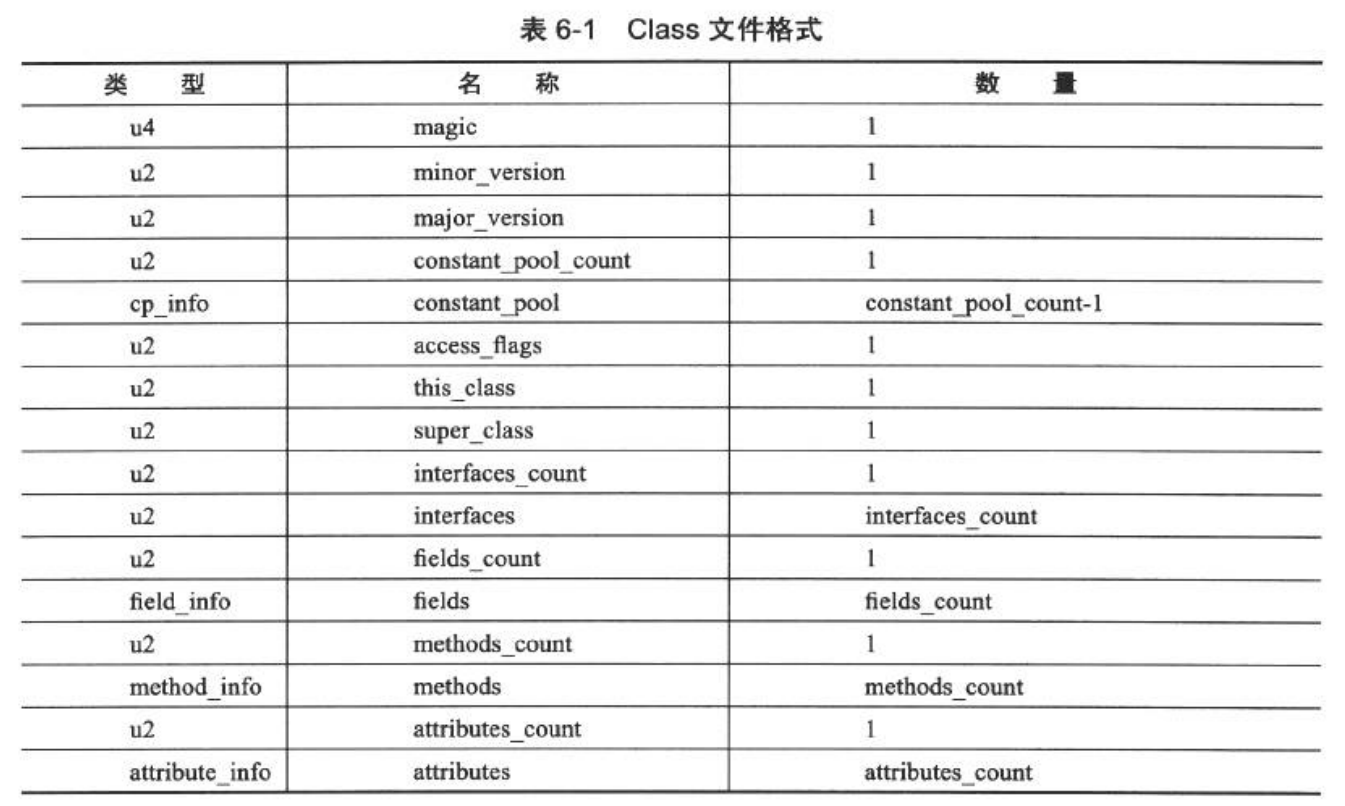 表 6-1 Class 文件格式
类 型 名 称 数 量
u4 magic 1
u2 minor_version 1
u2 major_version 1
u2 constant_pool_count 1
cp_info constant_pool constant_pool_count-1
u2 access_flags 1
u2 this_class 1
u2 super_class 1
u2 interfaces_count 1
u2 interfaces interfaces_count
u2 fields_count 1
field_info fields fields_count
u2 methods_count 1
method_info methods methods_count
u2 attributes_count 1
attribute_info attributes attributes_count